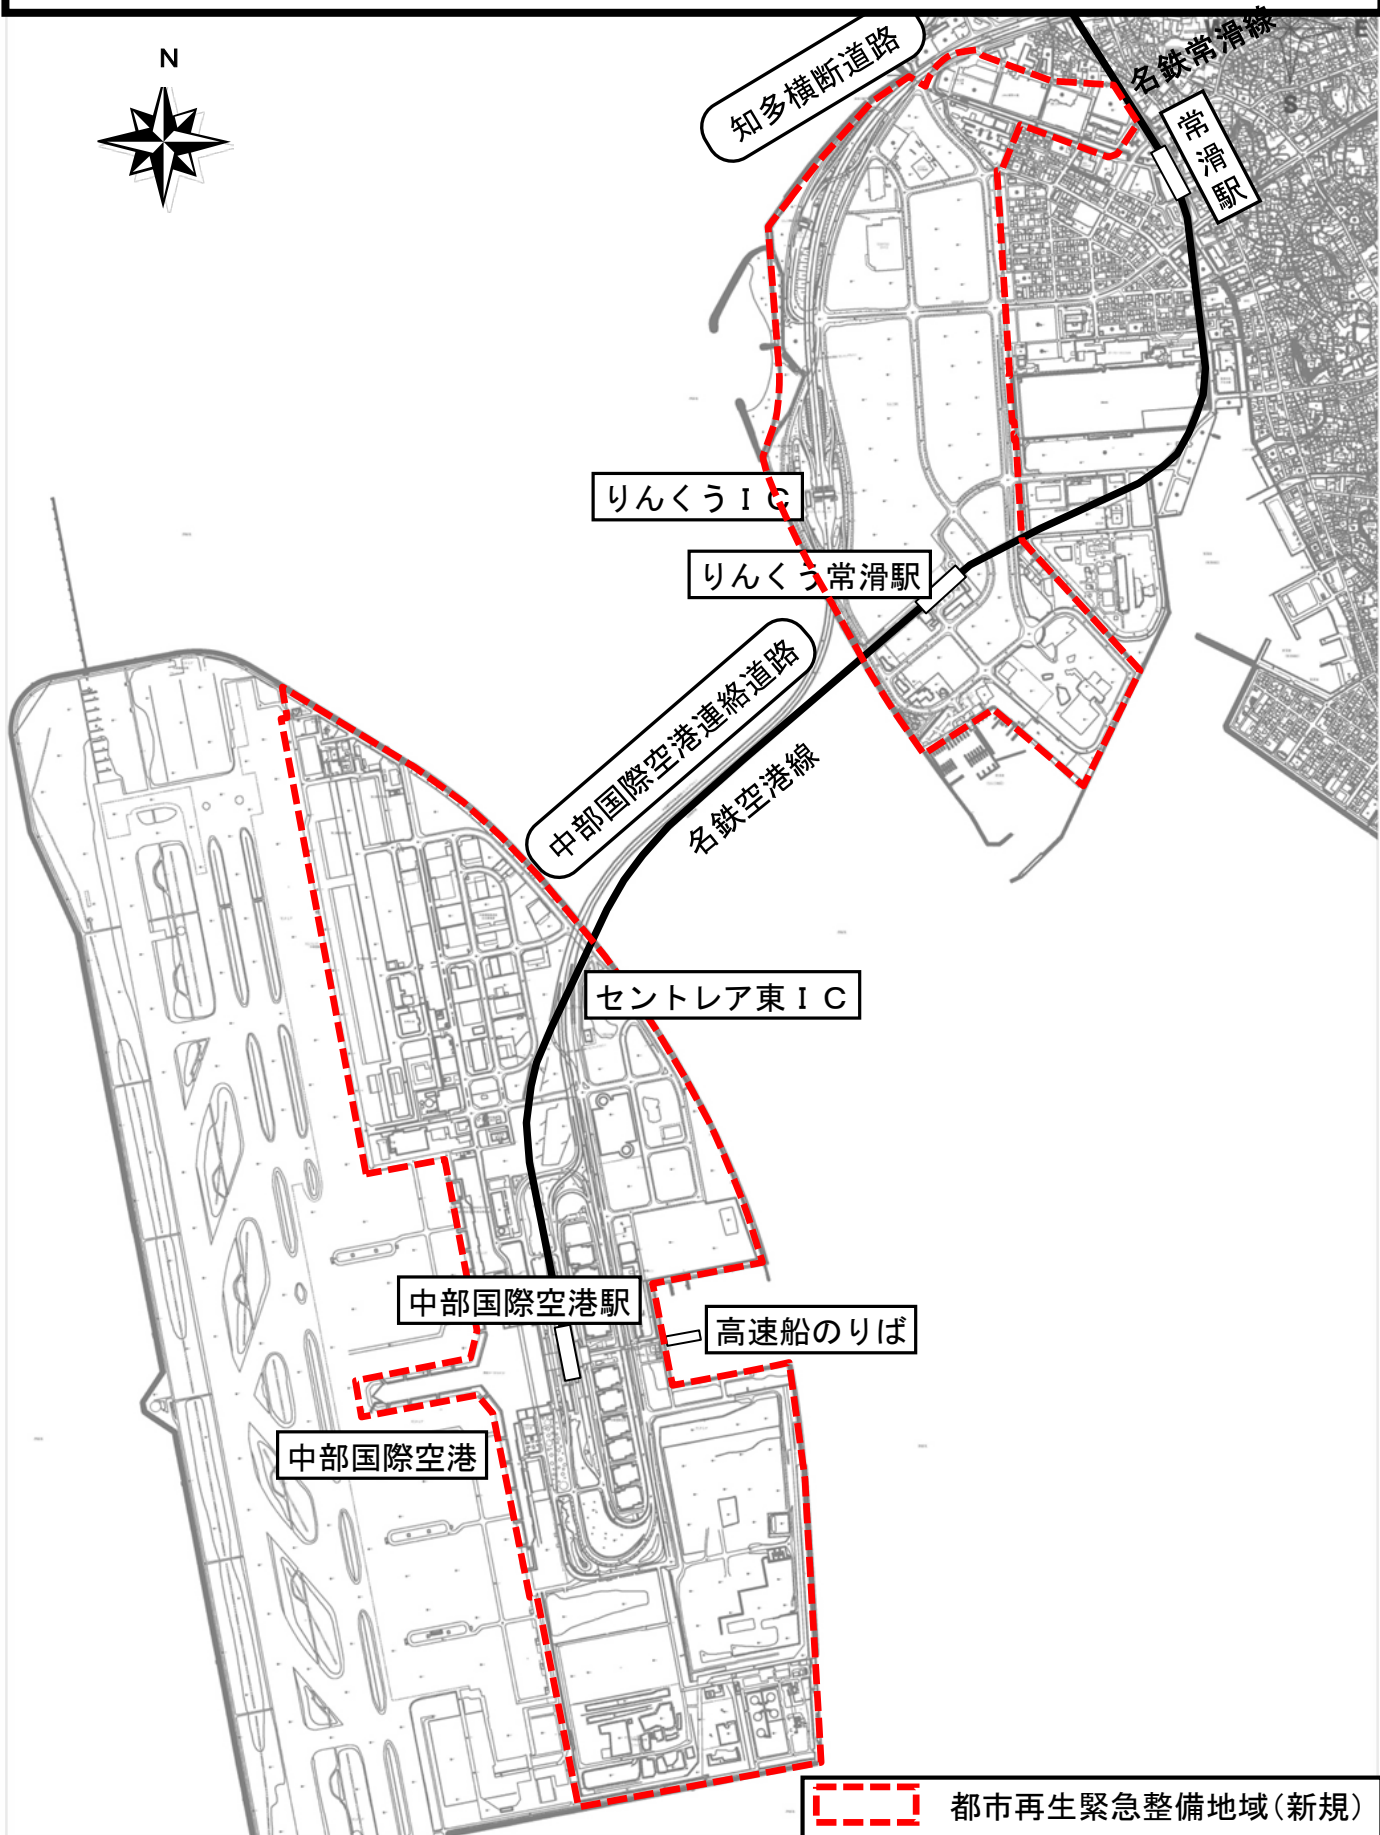 N
知多横断道路
名鉄常滑線
常滑駅
E
S
りんくうＩＣ
りんくう常滑駅
中部国際空港連絡道路
名鉄空港線
セントレア東ＩＣ
中部国際空港駅
高速船のりば
中部国際空港
都市再生緊急整備地域（新規）